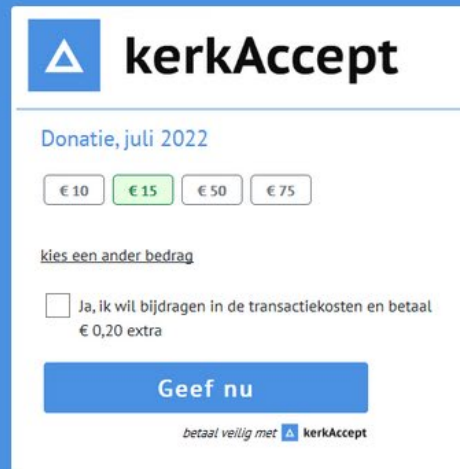 kerkAccept
Donatie, juli 2022
€ 10 € 15 € 50 € 75
kies een ander bedrag
Ja, ik wil bijdragen in de transactiekosten en betaal
€ 0,20 extra
Geef nu
betaal veilig met kerkAccept